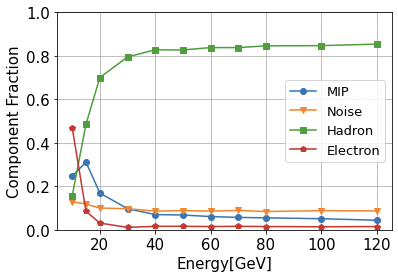 1.0
0.8
0.6
0.4
0.2
0.0
Component Fraction
MIP
Noise
Hadron
Electron
20 40 60 80 100 120
Energy[GeV]